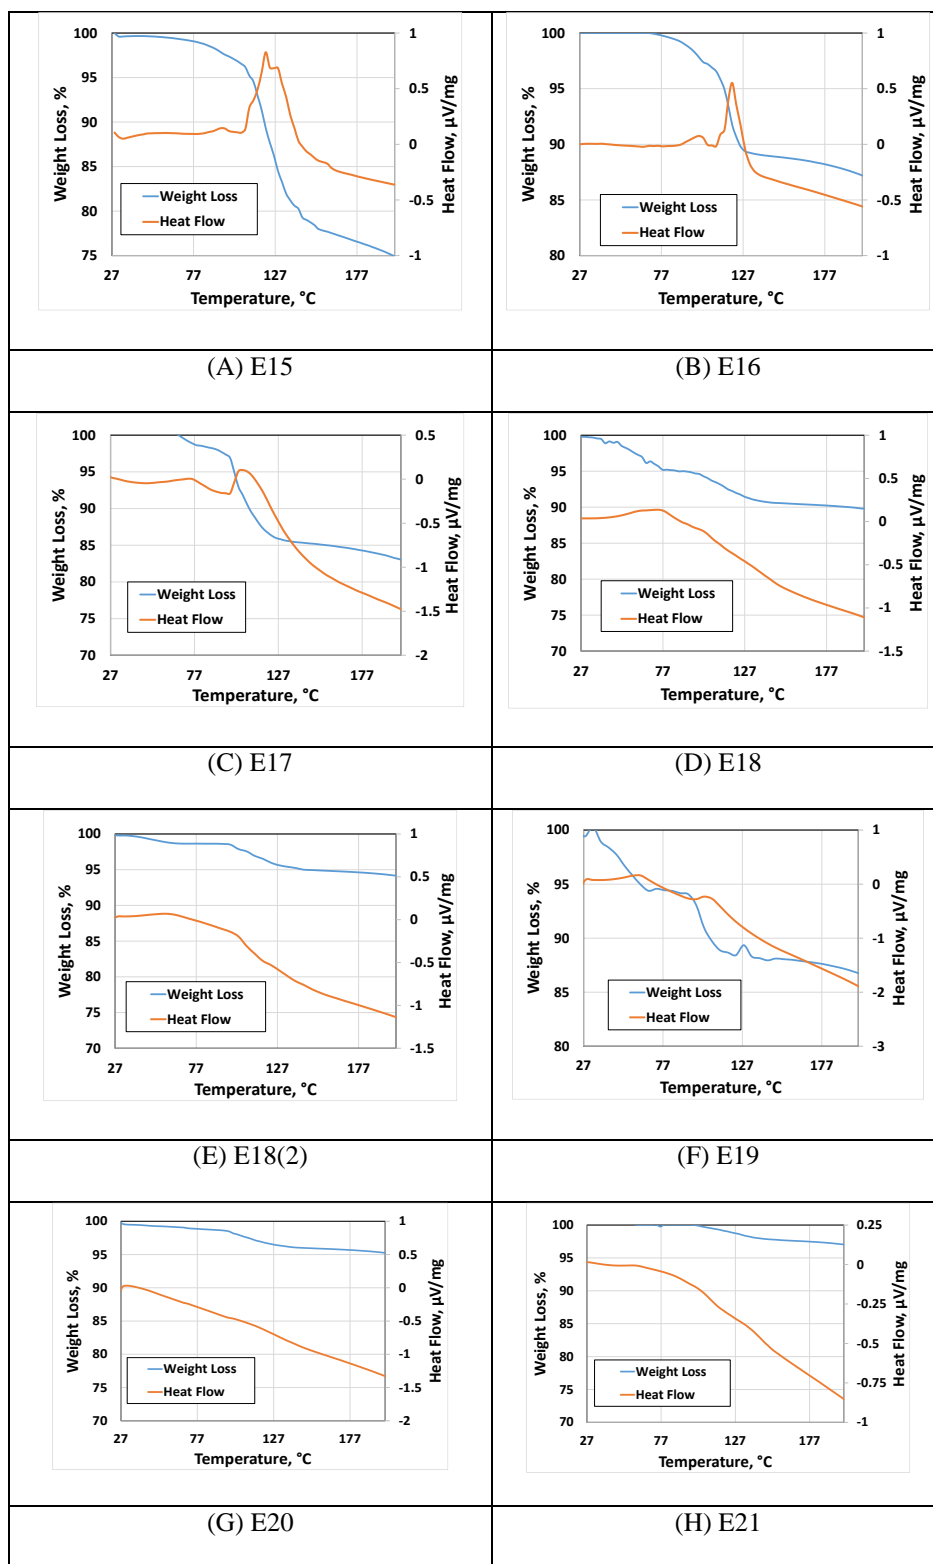 100
95
90
85
80
75
1
0.5
0
-0.5
-1
27
77
127
177
Weight Loss, %
Heat Flow, µV/mg
Temperature, °C
Weight Loss
Heat Flow
(A) E15
100
95
90
85
80
1
0.5
0
-0.5
-1
27
77
127
177
Weight Loss, %
Heat Flow, µV/mg
Temperature, °C
Weight Loss
Heat Flow
(B) E16
100
95
90
85
80
75
70
0.5
0
-0.5
-1
-1.5
-2
27
77
127
177
Weight Loss, %
Heat Flow, µV/mg
Temperature, °C
Weight Loss
Heat Flow
(C) E17
100
95
90
85
80
75
70
1
0.5
0
-0.5
-1
-1.5
27
77
127
177
Weight Loss, %
Heat Flow, µV/mg
Temperature, °C
Weight Loss
Heat Flow
(D) E18
100
95
90
85
80
75
70
1
0.5
0
-0.5
-1
-1.5
27
77
127
177
Weight Loss, %
Heat Flow, µV/mg
Temperature, °C
Weight Loss
Heat Flow
(E) E18(2)
100
95
90
85
80
1
0
-1
-2
-3
27
77
127
177
Weight Loss, %
Heat Flow, µV/mg
Temperature, °C
Weight Loss
Heat Flow
(F) E19
100
95
90
85
80
75
70
1
0.5
0
-0.5
-1
-1.5
-2
27
77
127
177
Weight Loss, %
Heat Flow, µV/mg
Temperature, °C
Weight Loss
Heat Flow
(G) E20
100
95
90
85
80
75
70
0.25
0
-0.25
-0.5
-0.75
-1
27
77
127
177
Weight Loss, %
Heat Flow, µV/mg
Temperature, °C
Weight Loss
Heat Flow
(H) E21